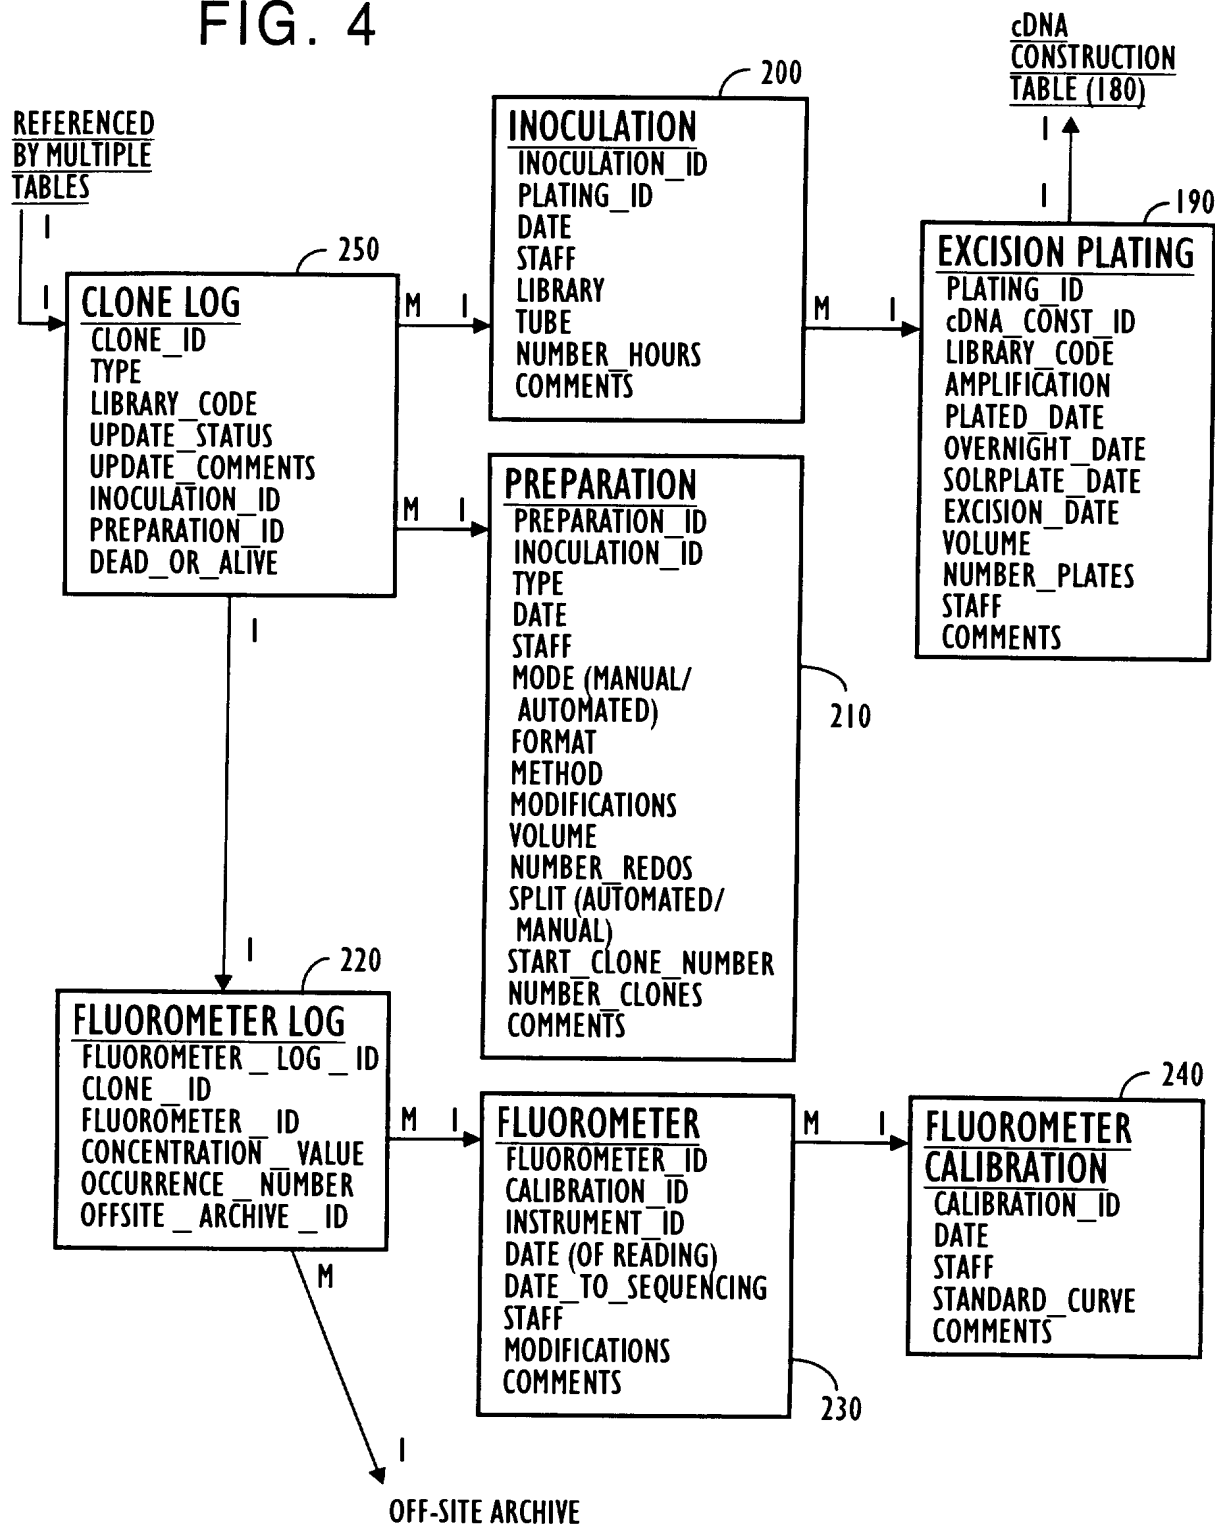 FIG. 4
cDNA
CONSTRUCTION
TABLE (180)
1
1
REFERENCED
BY MULTIPLE
TABLES
1
1
250
CLONE LOG
CLONE_ID
TYPE
LIBRARY_CODE
UPDATE_STATUS
UPDATE_COMMENTS
INOCULATION_ID
PREPARATION_ID
DEAD_OR_ALIVE
M 1
M 1
1
1
200
INOCULATION
INOCULATION_ID
PLATING_ID
DATE
STAFF
LIBRARY
TUBE
NUMBER_HOURS
COMMENTS
M 1
190
EXCISION PLATING
PLATING_ID
cDNA_CONST_ID
LIBRARY_CODE
AMPLIFICATION
PLATED_DATE
OVERNIGHT_DATE
SOLRPLATE_DATE
EXCISION_DATE
VOLUME
NUMBER_PLATES
STAFF
COMMENTS
PREPARATION
PREPARATION_ID
INOCULATION_ID
TYPE
DATE
STAFF
MODE (MANUAL/
AUTOMATED)
FORMAT
METHOD
MODIFICATIONS
VOLUME
NUMBER_REDOS
SPLIT (AUTOMATED/
MANUAL)
START_CLONE_NUMBER
NUMBER_CLONES
COMMENTS
210
220
FLUOROMETER LOG
FLUOROMETER_LOG_ID
CLONE_ID
FLUOROMETER_ID
CONCENTRATION_VALUE
OCCURRENCE_NUMBER
OFFSITE_ARCHIVE_ID
M 1
M
1
OFF-SITE ARCHIVE
FLUOROMETER
FLUOROMETER_ID
CALIBRATION_ID
INSTRUMENT_ID
DATE (OF READING)
DATE_TO_SEQUENCING
STAFF
MODIFICATIONS
COMMENTS
230
M 1
240
FLUOROMETER
CALIBRATION
CALIBRATION_ID
DATE
STAFF
STANDARD_CURVE
COMMENTS